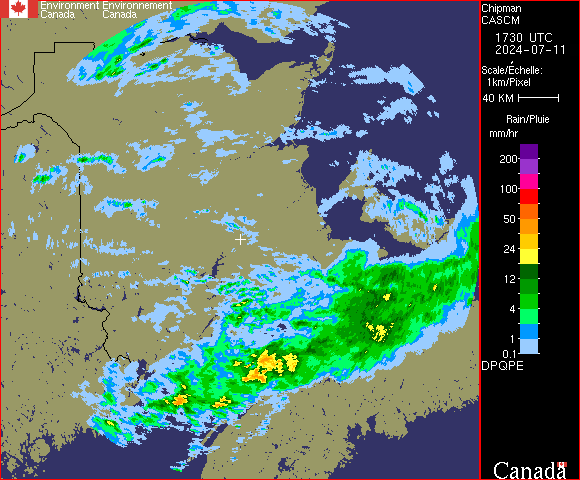 Environment Environnement
Canada Canada
Chipman
CASCM
1730 UTC
2024-07-11
Scale/Échelle:
1km/Pixel
40 KM
Rain/Pluie
mm/hr
200
100
50
24
12
4
1
0.1
DPQPE
Canada